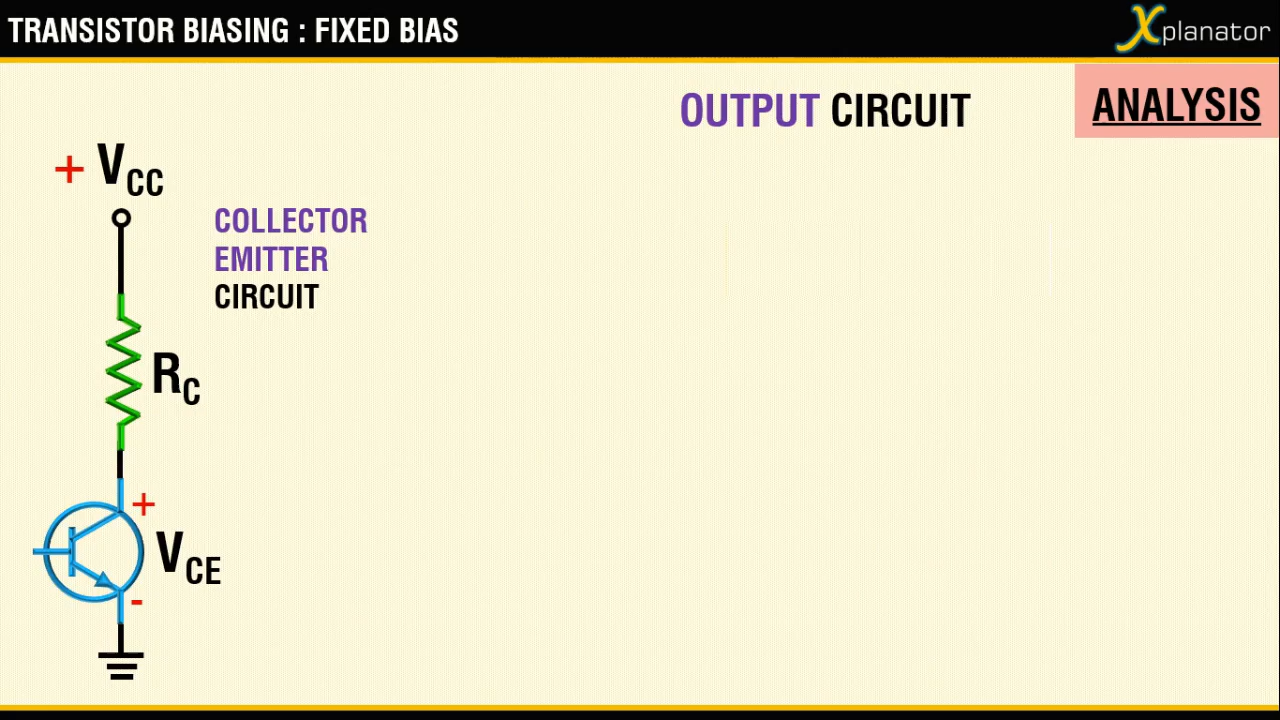 TRANSISTOR BIASING : FIXED BIAS
Xplanator
OUTPUT CIRCUIT
ANALYSIS
+ VCC
COLLECTOR
EMITTER
CIRCUIT
RC
+
VCE
-